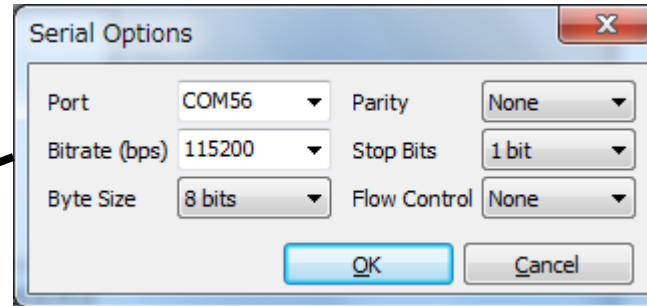 Serial Options
Port COM56 Parity None
Bitrate (bps) 115200 Stop Bits 1 bit
Byte Size 8 bits Flow Control None
OK Cancel